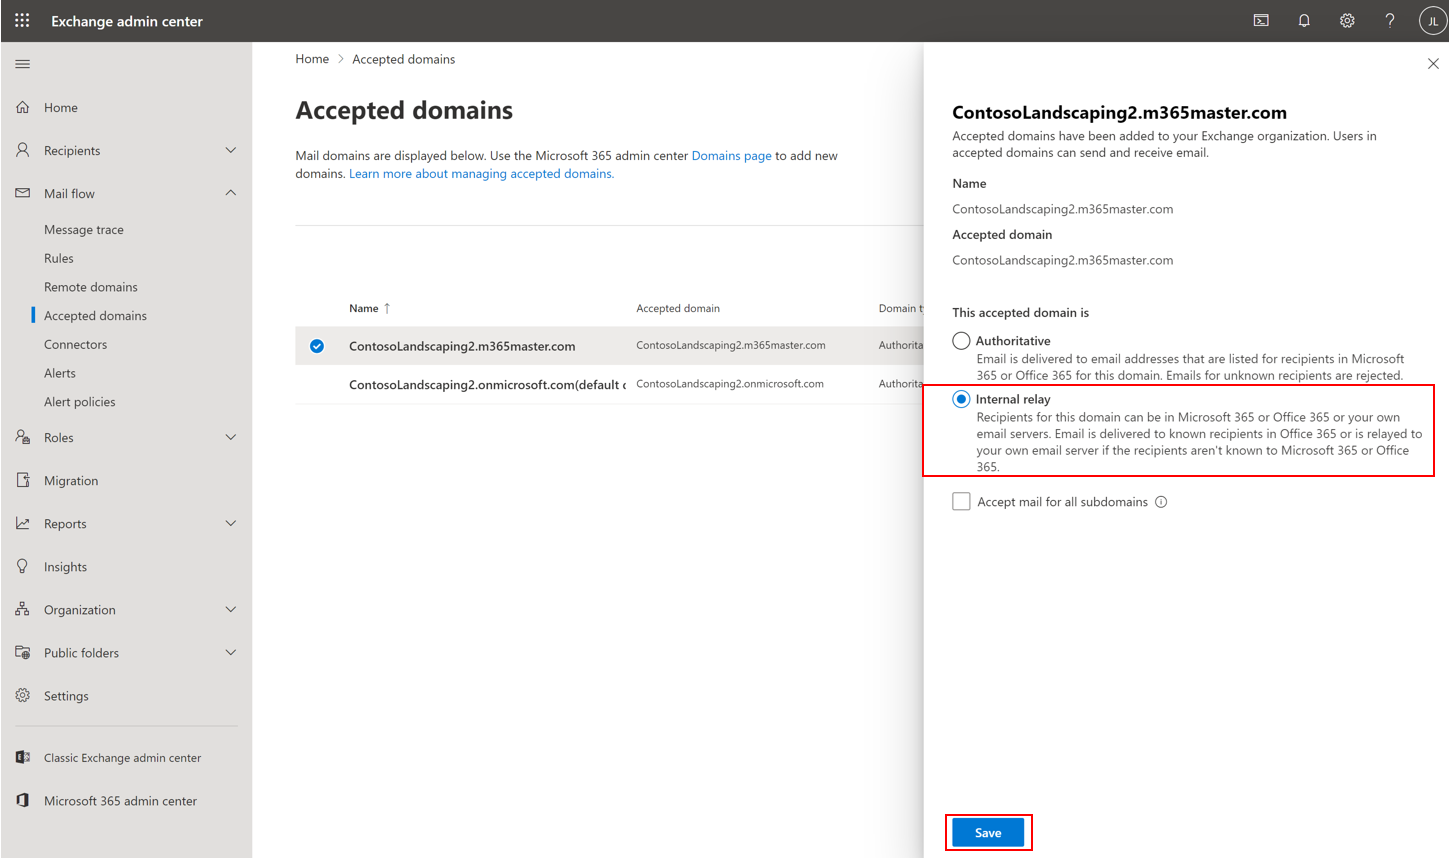 Exchange admin center
JL
Home
Recipients
Mail flow
Message trace
Rules
Remote domains
Accepted domains
Connectors
Alerts
Alert policies
Roles
Migration
Reports
Insights
Organization
Public folders
Settings
Classic Exchange admin center
Microsoft 365 admin center
Home > Accepted domains
Accepted domains
Mail domains are displayed below. Use the Microsoft 365 admin center Domains page to add new
domains. Learn more about managing accepted domains.
Name ↑ Accepted domain Domain t
ContosoLandscaping2.m365master.com ContosoLandscaping2.m365master.com Authorita
ContosoLandscaping2.onmicrosoft.com(default c ContosoLandscaping2.onmicrosoft.com Authorita
ContosoLandscaping2.m365master.com
Accepted domains have been added to your Exchange organization. Users in
accepted domains can send and receive email.
Name
ContosoLandscaping2.m365master.com
Accepted domain
ContosoLandscaping2.m365master.com
This accepted domain is
Authoritative
Email is delivered to email addresses that are listed for recipients in Microsoft
365 or Office 365 for this domain. Emails for unknown recipients are rejected.
Internal relay
Recipients for this domain can be in Microsoft 365 or Office 365 or your own
email servers. Email is delivered to known recipients in Office 365 or is relayed to
your own email server if the recipients aren't known to Microsoft 365 or Office
365.
Accept mail for all subdomains
Save